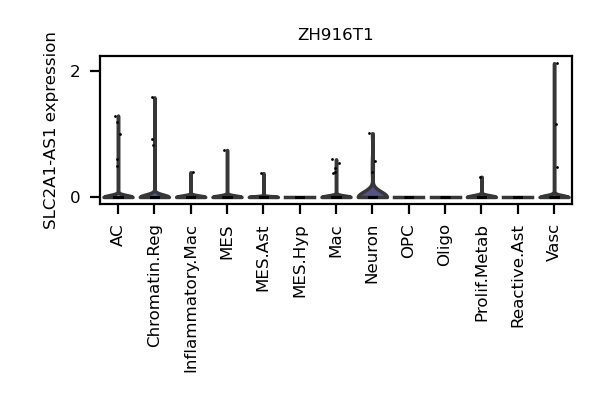 ZH916T1
SLC2A1-AS1 expression
2
0
AC
Chromatin.Reg
Inflammatory.Mac
MES
MES.Ast
MES.Hyp
Mac
Neuron
OPC
Oligo
Prolif.Metab
Reactive.Ast
Vasc